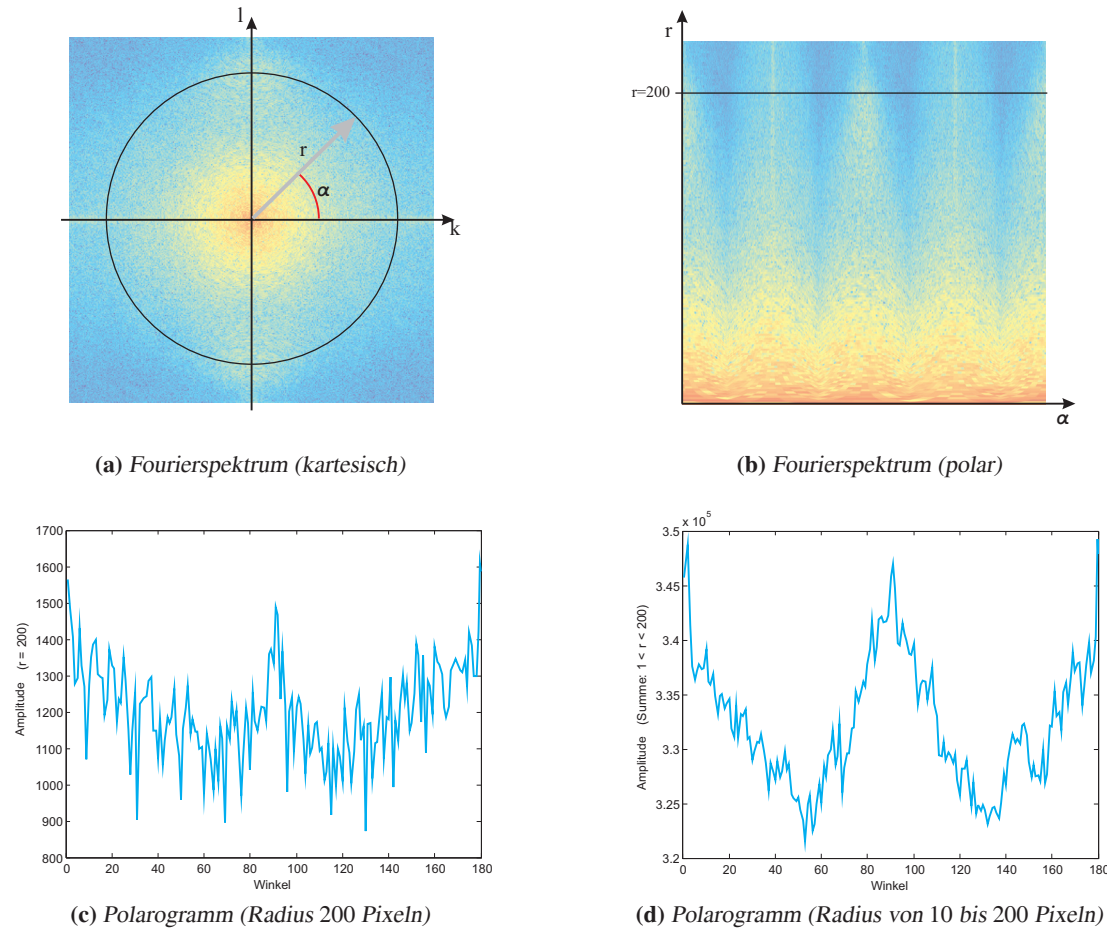 l
r
α
k
(a) Fourierspektrum (kartesisch)
r
r=200
α
(b) Fourierspektrum (polar)
1700
1600
1500
1400
1300
1200
1100
1000
900
800
Amplitude (r = 200)
0 20 40 60 80 100 120 140 160 180
Winkel
(c) Polarogramm (Radius 200 Pixeln)
x 10^5
3.5
3.45
3.4
3.35
3.3
3.25
3.2
Amplitude (Summe: 1 < r < 200)
0 20 40 60 80 100 120 140 160 180
Winkel
(d) Polarogramm (Radius von 10 bis 200 Pixeln)